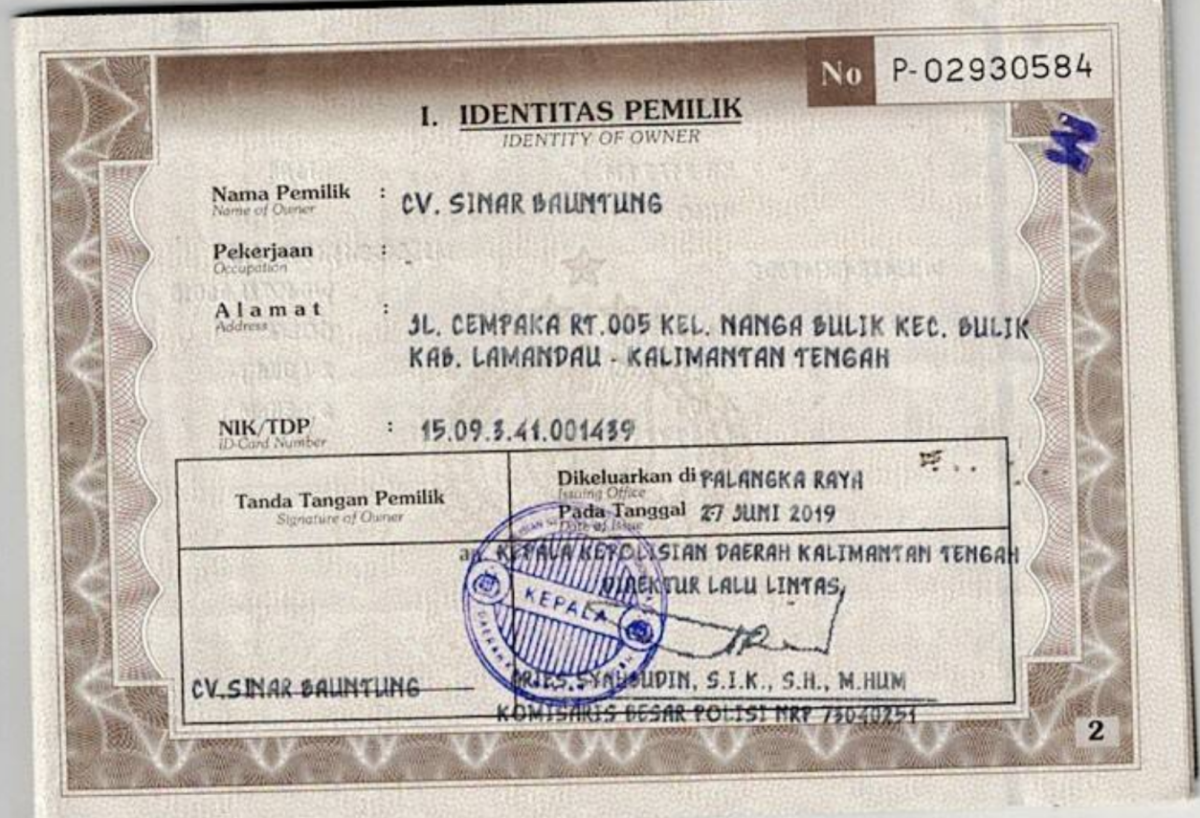 No P-02930584
I. IDENTITAS PEMILIK
IDENTITY OF OWNER
Nama Pemilik : CV. SINAR BAUNTUNG
Name of Owner
Pekerjaan : -
Occupation
Alamat : JL. CEMPAKA RT.005 KEL. NANGA BULIK KEC. BULIK
Address
KAB. LAMANDAU - KALIMANTAN TENGAH
NIK/TDP : 15.09.3.41.001439
ID-Card Number
Tanda Tangan Pemilik
Signature of Owner
Dikeluarkan di PALANGKA RAYA
Issuing Office
Pada Tanggal 27 JUNI 2019
Date of Issue
an. KEPALA KEPOLISIAN DAERAH KALIMANTAN TENGAH
DIREKTUR LALU LINTAS,
KEPALA
DAERAH
CV.SINAR BAUNTUNG
S.I.K., S.H., M.HUM
KOMISARIS BESAR POLISI NRP 73040251
2